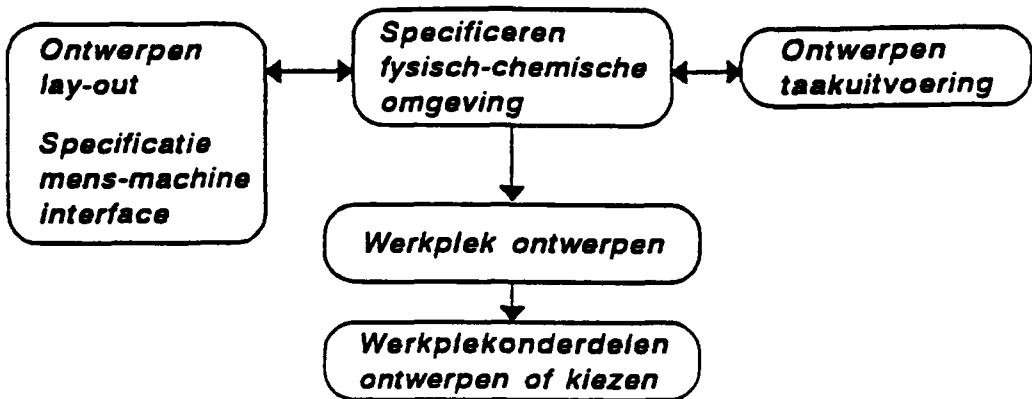 Ontwerpen
lay-out
Specificatie
mens-machine
interface
Specificeren
fysisch-chemische
omgeving
Ontwerpen
taakuitvoering
Werkplek ontwerpen
Werkplekonderdelen
ontwerpen of kiezen